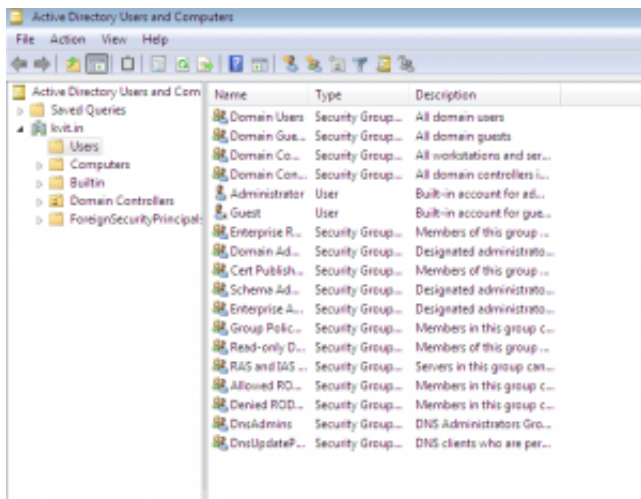 Active Directory Users and Computers
File Action View Help
Active Directory Users and Com
Saved Queries
kvit.in
Users
Computers
Builtin
Domain Controllers
ForeignSecurityPrincipals
Name Type Description
Domain Users Security Group... All domain users
Domain Gue... Security Group... All domain guests
Domain Co... Security Group... All workstations and ser...
Domain Con... Security Group... All domain controllers i...
Administrator User Built-in account for ad...
Guest User Built-in account for gue...
Enterprise R... Security Group... Members of this group ...
Domain Ad... Security Group... Designated administrato...
Cert Publish... Security Group... Members of this group ...
Schema Ad... Security Group... Designated administrato...
Enterprise A... Security Group... Designated administrato...
Group Polic... Security Group... Members in this group c...
Read-only D... Security Group... Members of this group ...
RAS and IAS ... Security Group... Servers in this group can...
Allowed RO... Security Group... Members in this group c...
Denied ROD... Security Group... Members in this group c...
DnsAdmins Security Group... DNS Administrators Gro...
DnsUpdateP... Security Group... DNS clients who are per...